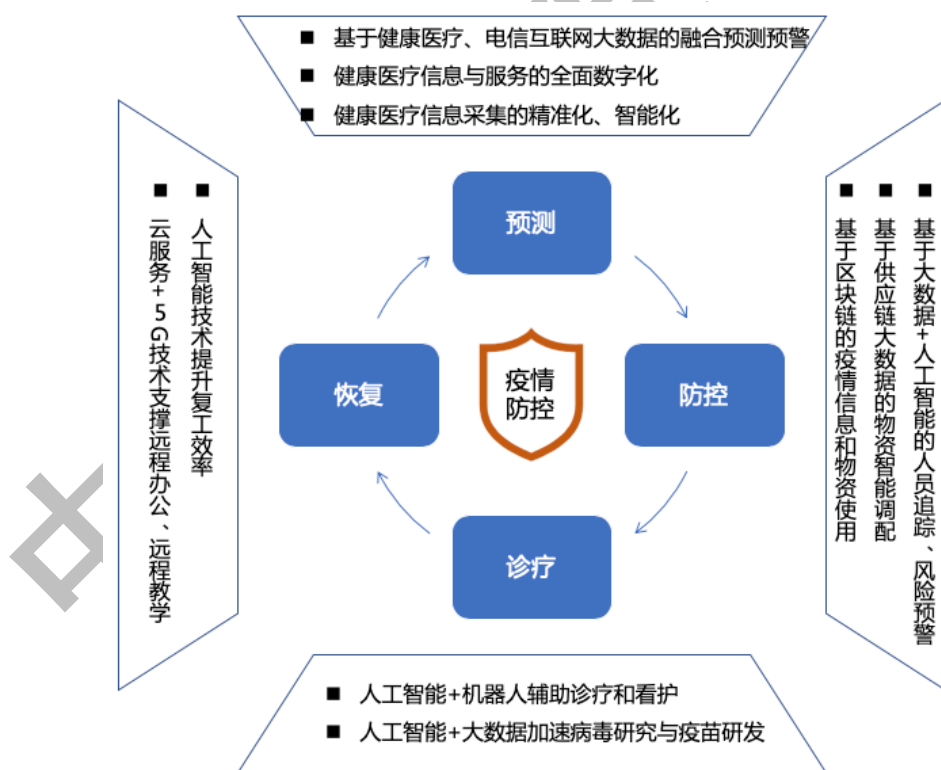 ■ 基于健康医疗、电信互联网大数据的融合预测预警
■ 健康医疗信息与服务的全面数字化
■ 健康医疗信息采集的精准化、智能化
■ 人工智能技术提升复工效率
■ 云服务+5G技术支撑远程办公、远程教学
预测
恢复
疫情
防控
防控
诊疗
■ 基于大数据+人工智能的人员追踪、风险预警
■ 基于供应链大数据的物资智能调配
■ 基于区块链的疫情信息和物资使用
■ 人工智能+机器人辅助诊疗和看护
■ 人工智能+大数据加速病毒研究与疫苗研发